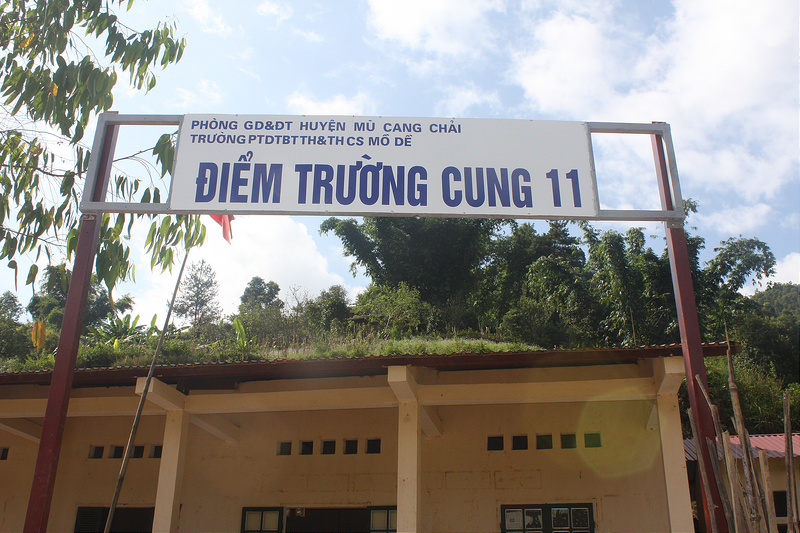 PHÒNG GD&ĐT HUYỆN MÙ CANG CHẢI
TRƯỜNG PTDTBTTH&THCS MỒ DỀ
ĐIỂM TRƯỜNG CUNG 11